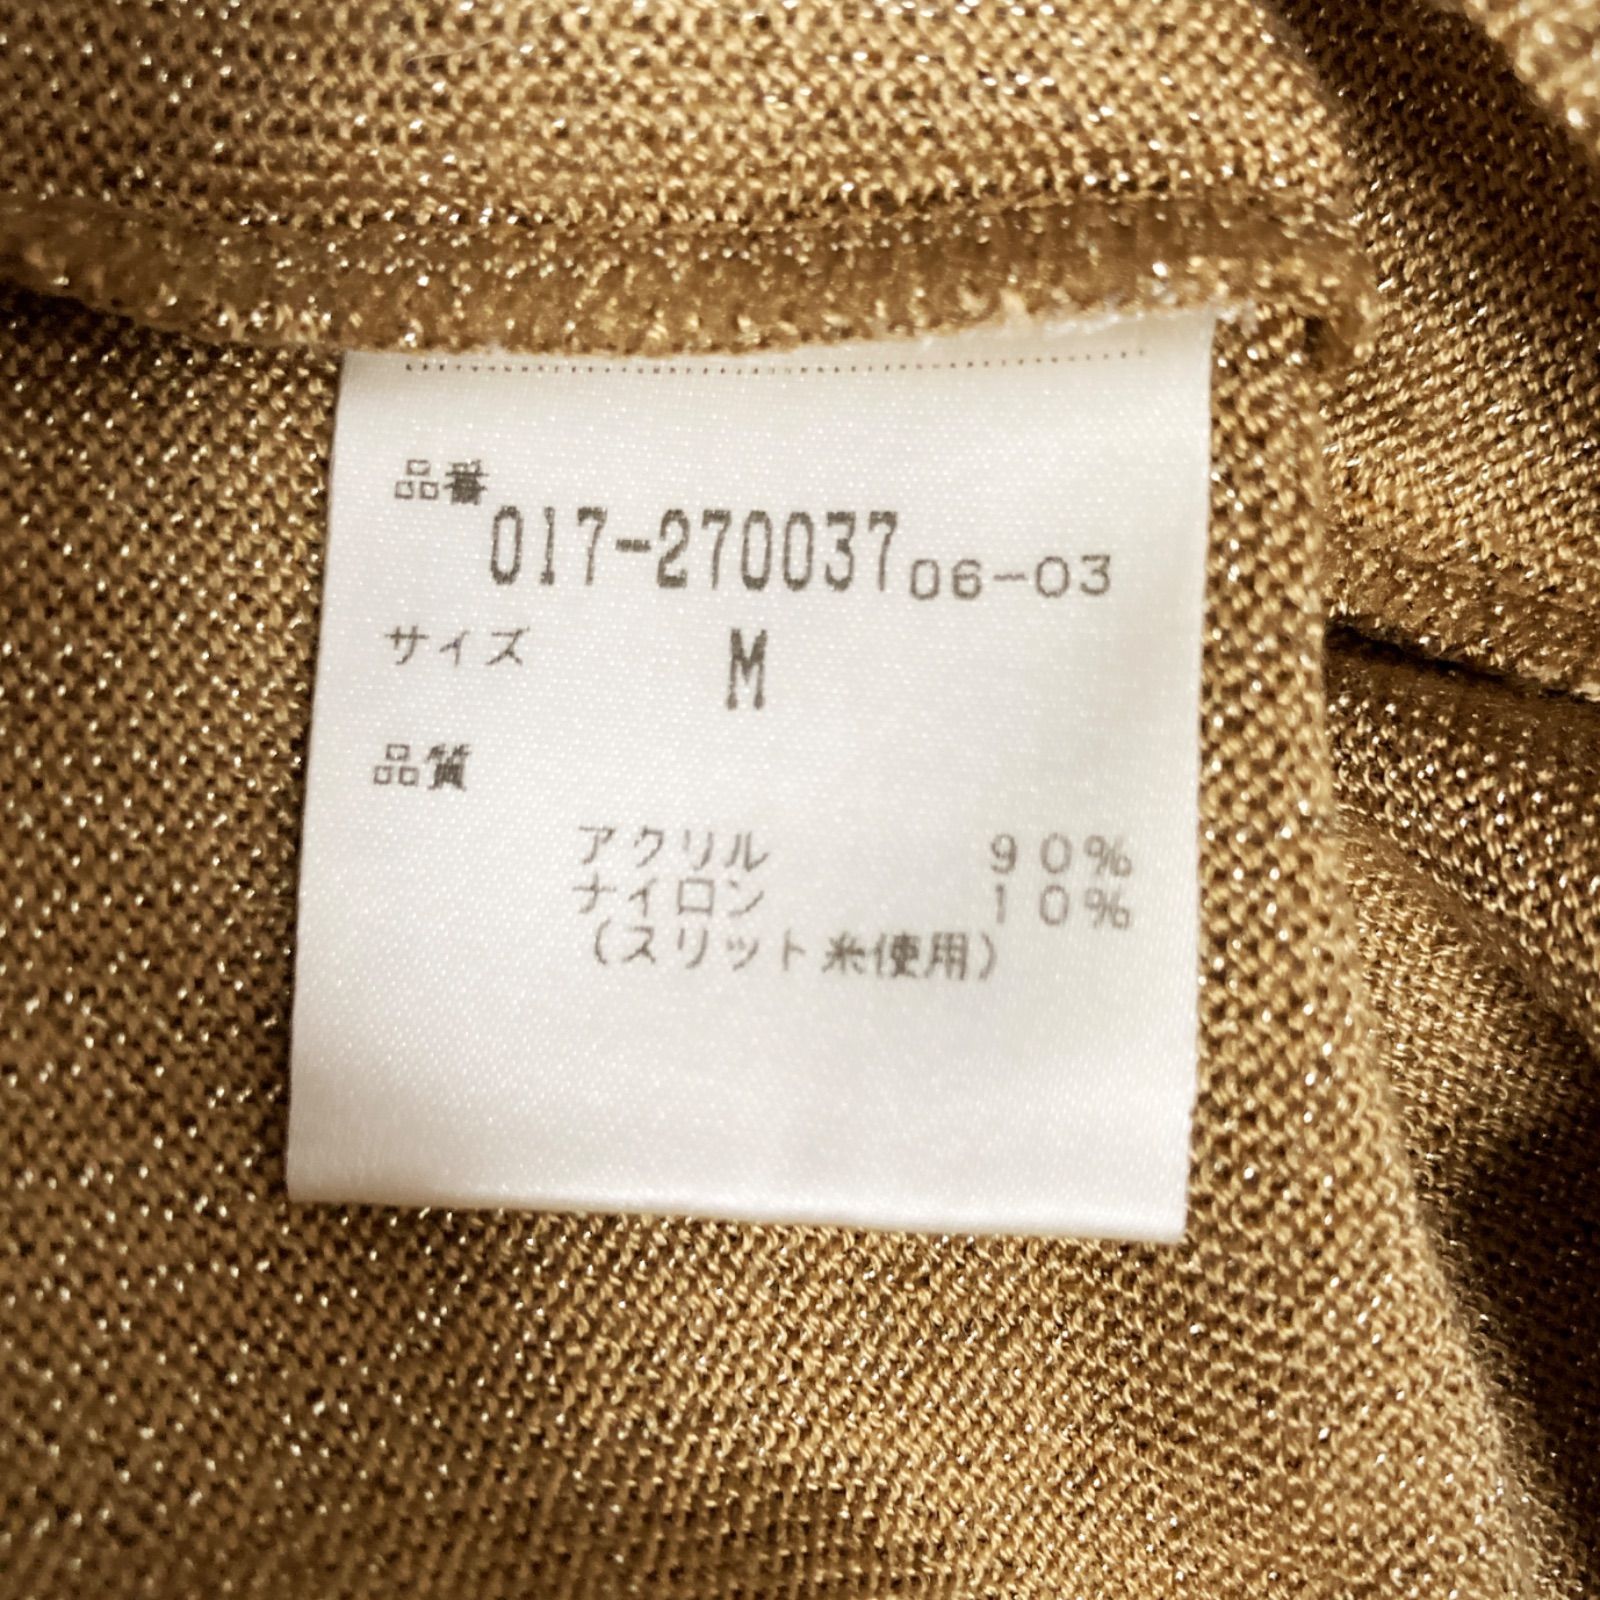 品番
017-270037 06-03
サイズ M
品質
アクリル 90%
ナイロン 10%
(スリット糸使用)